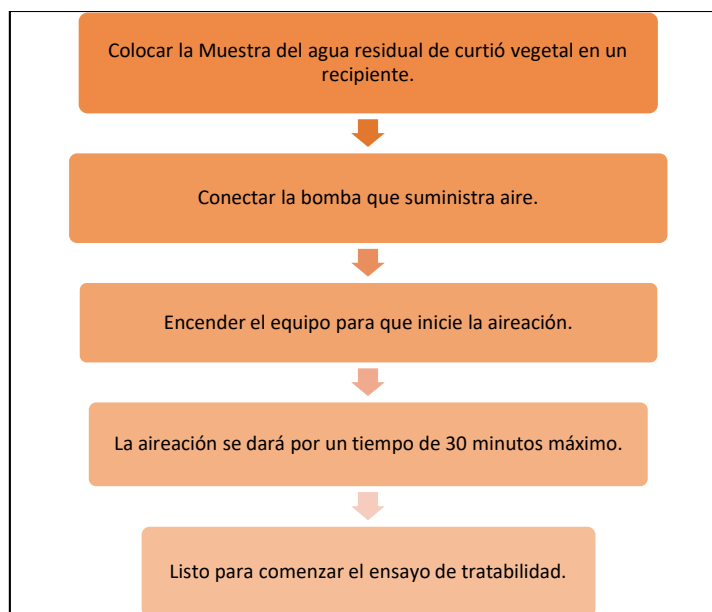 Colocar la Muestra del agua residual de curtió vegetal en un
recipiente.
Conectar la bomba que suministra aire.
Encender el equipo para que inicie la aireación.
La aireación se dará por un tiempo de 30 minutos máximo.
Listo para comenzar el ensayo de tratabilidad.